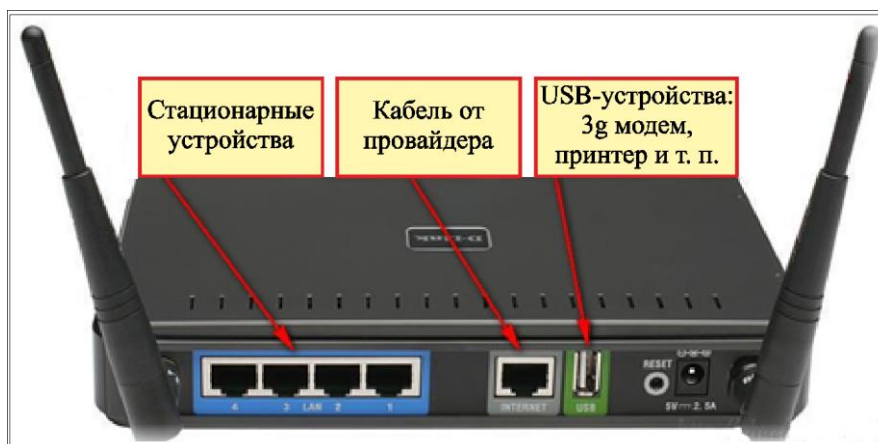 Стационарные
устройства
Кабель от
провайдера
USB-устройства:
3g модем,
принтер и т. п.
D-Link
4 3 LAN 2 1
INTERNET
USB
RESET
5V 2.5A